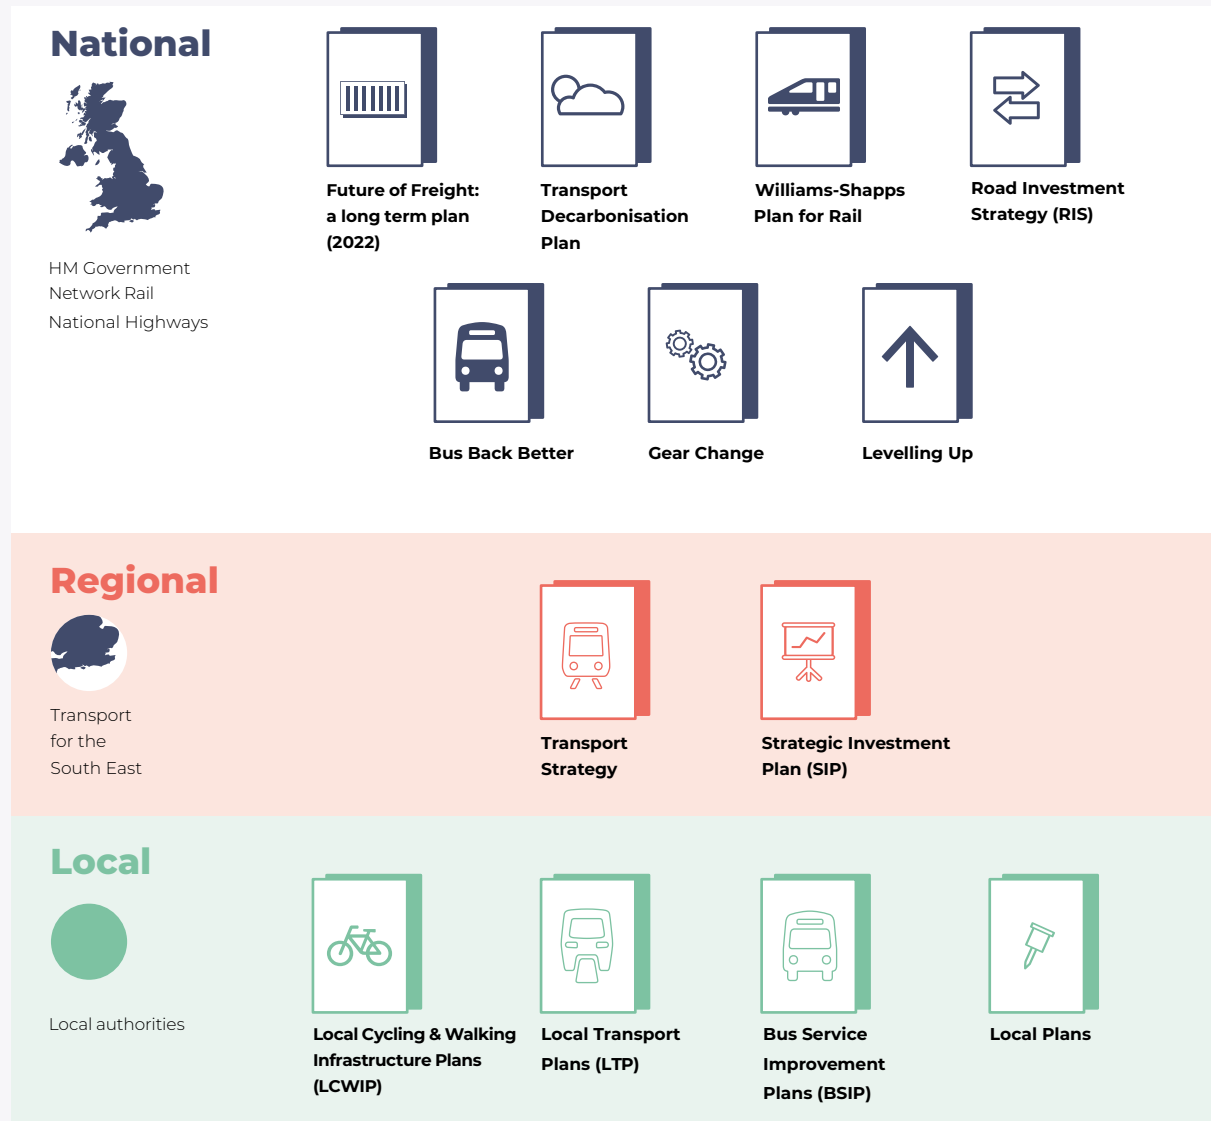 National
HM Government
Network Rail
National Highways
Future of Freight:
a long term plan
(2022)
Transport
Decarbonisation
Plan
Williams-Shapps
Plan for Rail
Road Investment
Strategy (RIS)
Bus Back Better
Gear Change
Levelling Up
Regional
Transport
for the
South East
Transport
Strategy
Strategic Investment
Plan (SIP)
Local
Local authorities
Local Cycling & Walking
Infrastructure Plans
(LCWIP)
Local Transport
Plans (LTP)
Bus Service
Improvement
Plans (BSIP)
Local Plans